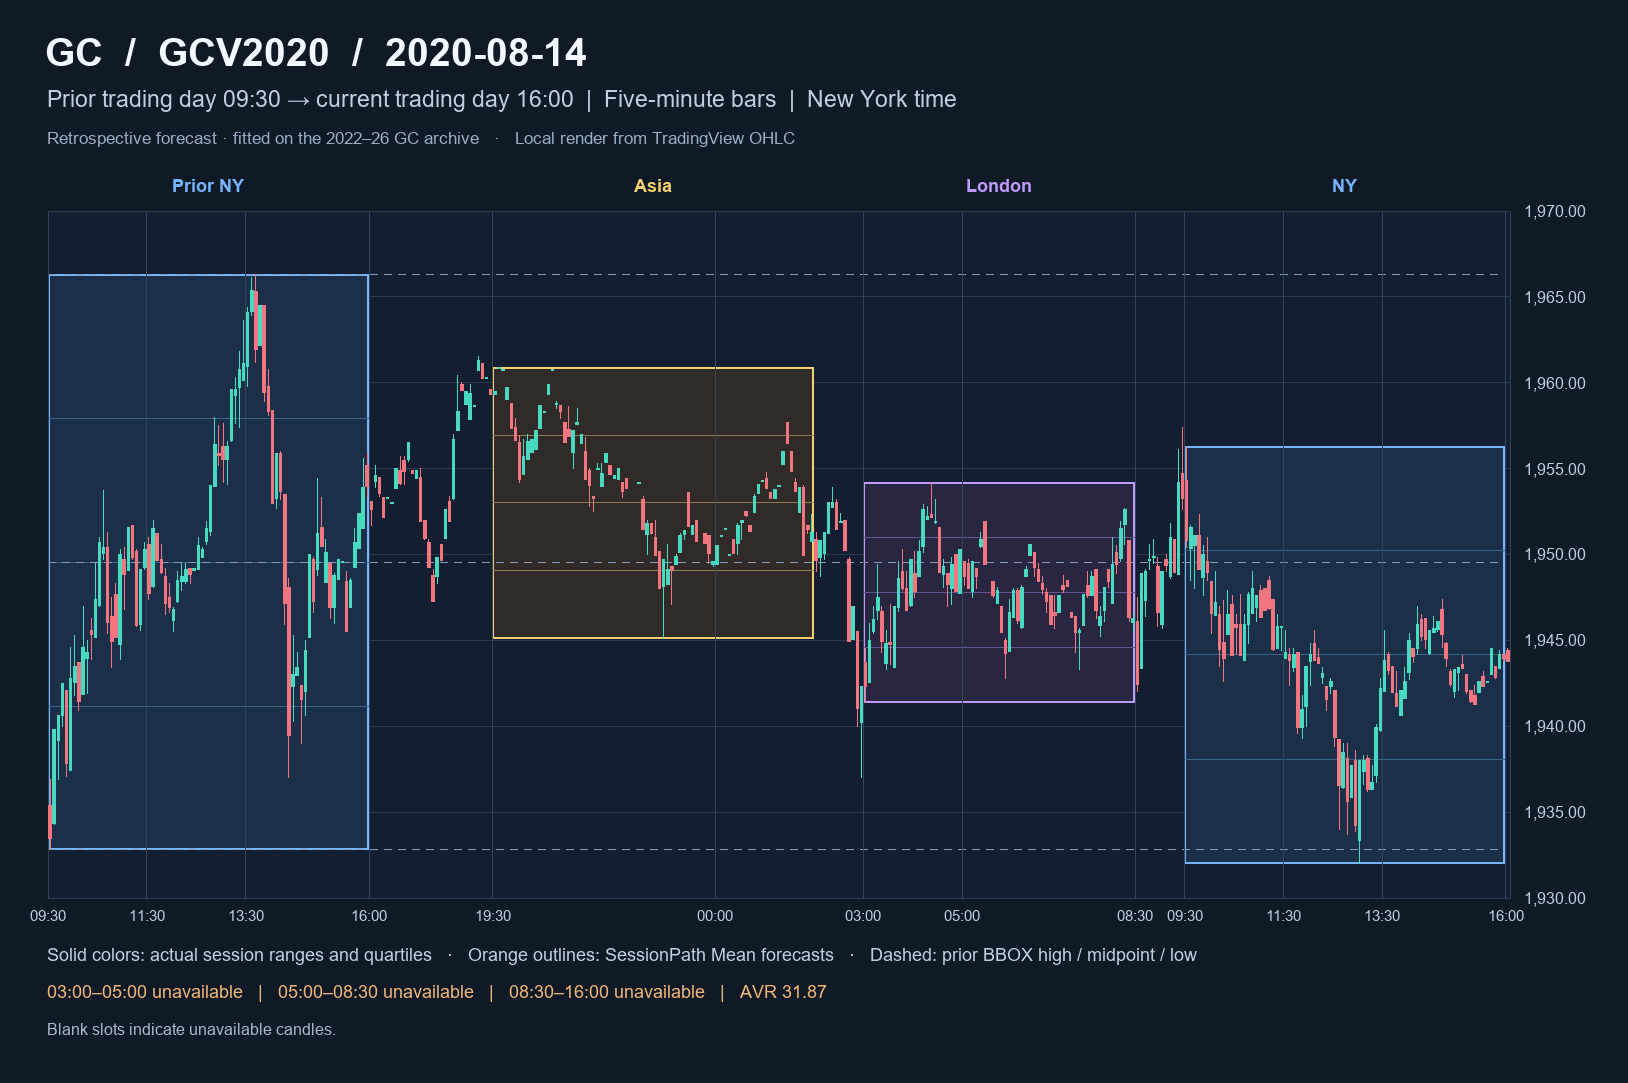 GC / GCV2020 / 2020-08-14
Prior trading day 09:30 → current trading day 16:00 | Five-minute bars | New York time
Retrospective forecast · fitted on the 2022–26 GC archive · Local render from TradingView OHLC
Prior NY Asia London NY
1,970.00
1,965.00
1,960.00
1,955.00
1,950.00
1,945.00
1,940.00
1,935.00
1,930.00
09:30 11:30 13:30 16:00 19:30 00:00 03:00 05:00 08:30 09:30 11:30 13:30 16:00
Solid colors: actual session ranges and quartiles · Orange outlines: SessionPath Mean forecasts · Dashed: prior BBOX high / midpoint / low
03:00–05:00 unavailable | 05:00–08:30 unavailable | 08:30–16:00 unavailable | AVR 31.87
Blank slots indicate unavailable candles.